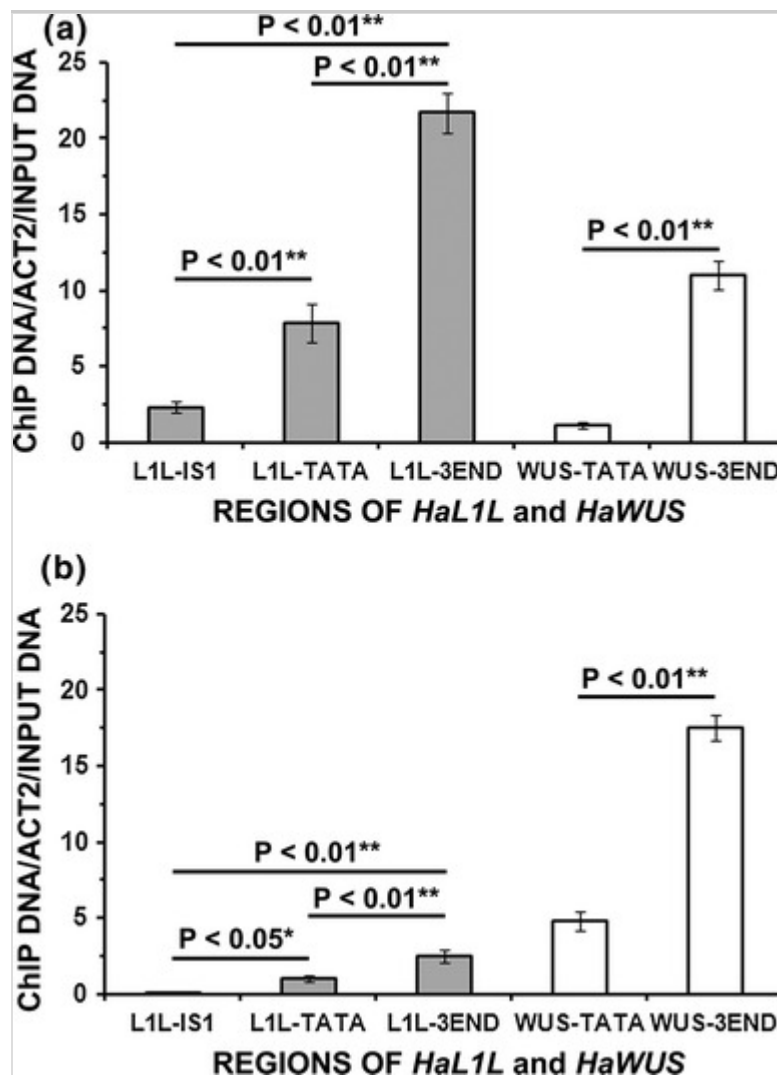 (a)
P < 0.01**
P < 0.01**
P < 0.01**
P < 0.01**
ChIP DNA/ACT2/INPUT DNA
25
20
15
10
5
0
L1L-IS1 L1L-TATA L1L-3END WUS-TATA WUS-3END
REGIONS OF HaL1L and HaWUS
(b)
P < 0.01**
P < 0.01**
P < 0.01**
P < 0.05*
ChIP DNA/ACT2/INPUT DNA
25
20
15
10
5
0
L1L-IS1 L1L-TATA L1L-3END WUS-TATA WUS-3END
REGIONS OF HaL1L and HaWUS